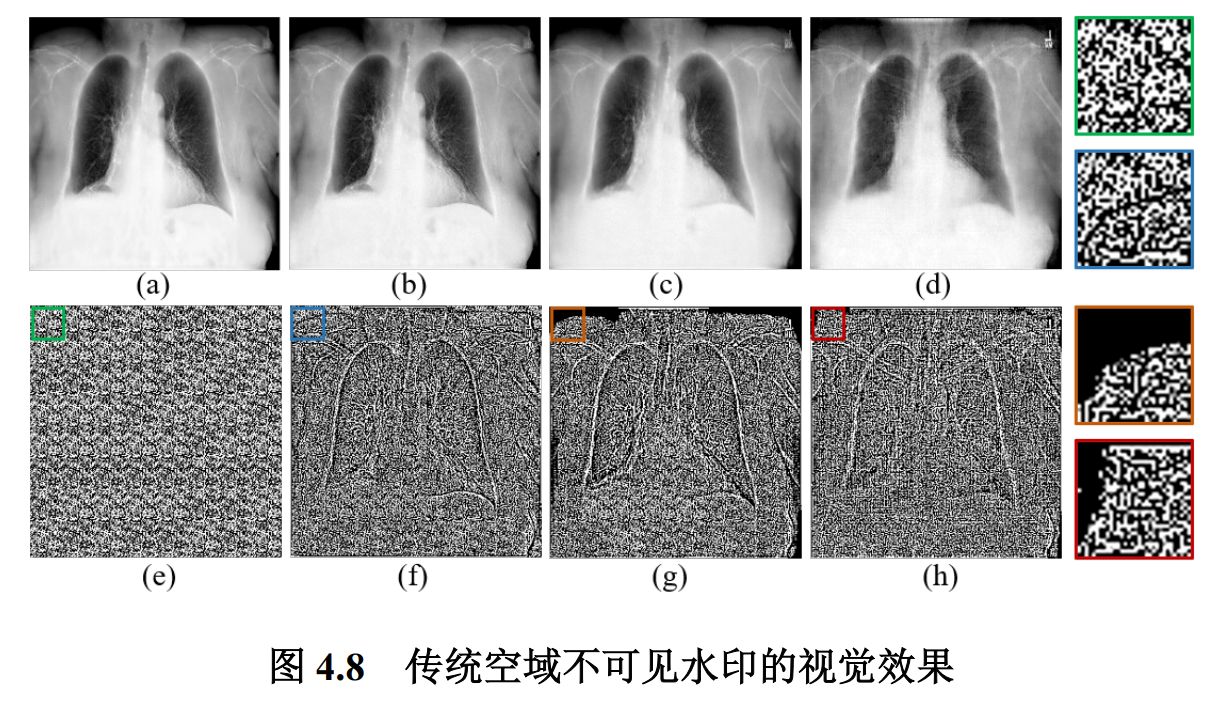 (a) (b) (c) (d)
(e) (f) (g) (h)
图 4.8 传统空域不可见水印的视觉效果